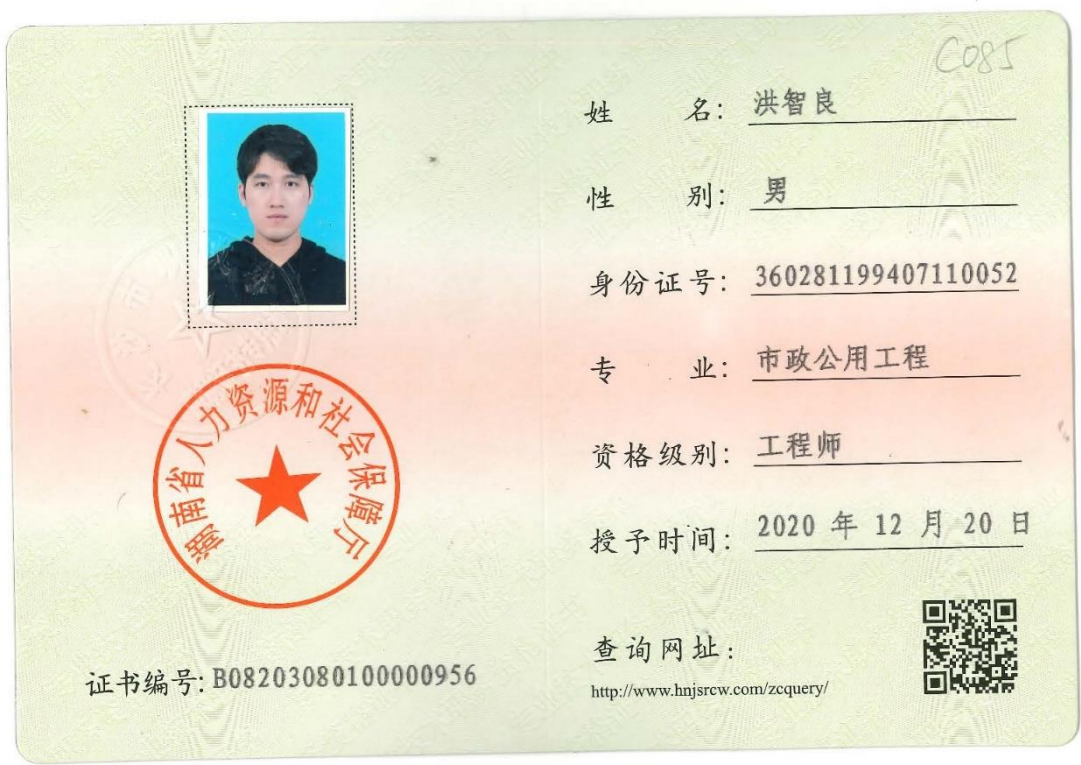 C085
姓 名: 洪智良
性 别: 男
身份证号: 360281199407110052
专 业: 市政公用工程
资格级别: 工程师
授予时间: 2020 年 12 月 20 日
查询网址:
http://www.hnjsrcw.com/zcquery/
南省人力资源和社会保障厅
证书编号: B08203080100000956